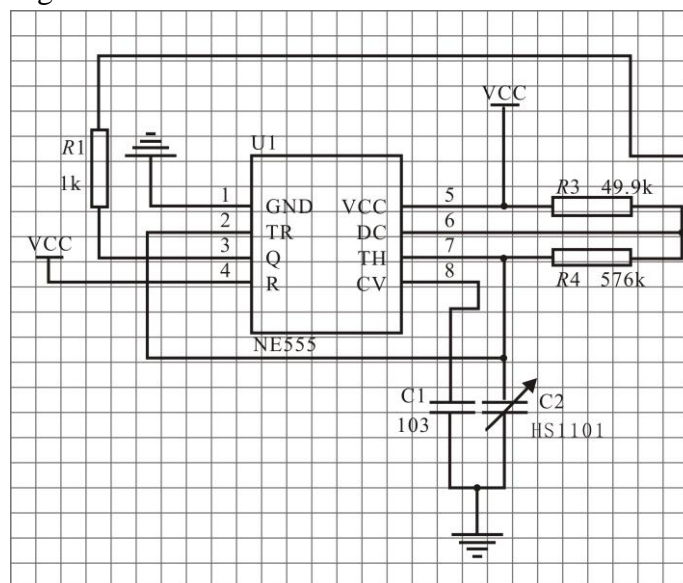 VCC
U1
R1
1k
1
2
3
4
GND
TR
Q
R
VCC
DC
TH
CV
5
6
7
8
R3 49.9k
R4 576k
VCC
NE555
C1
103
C2
HS1101